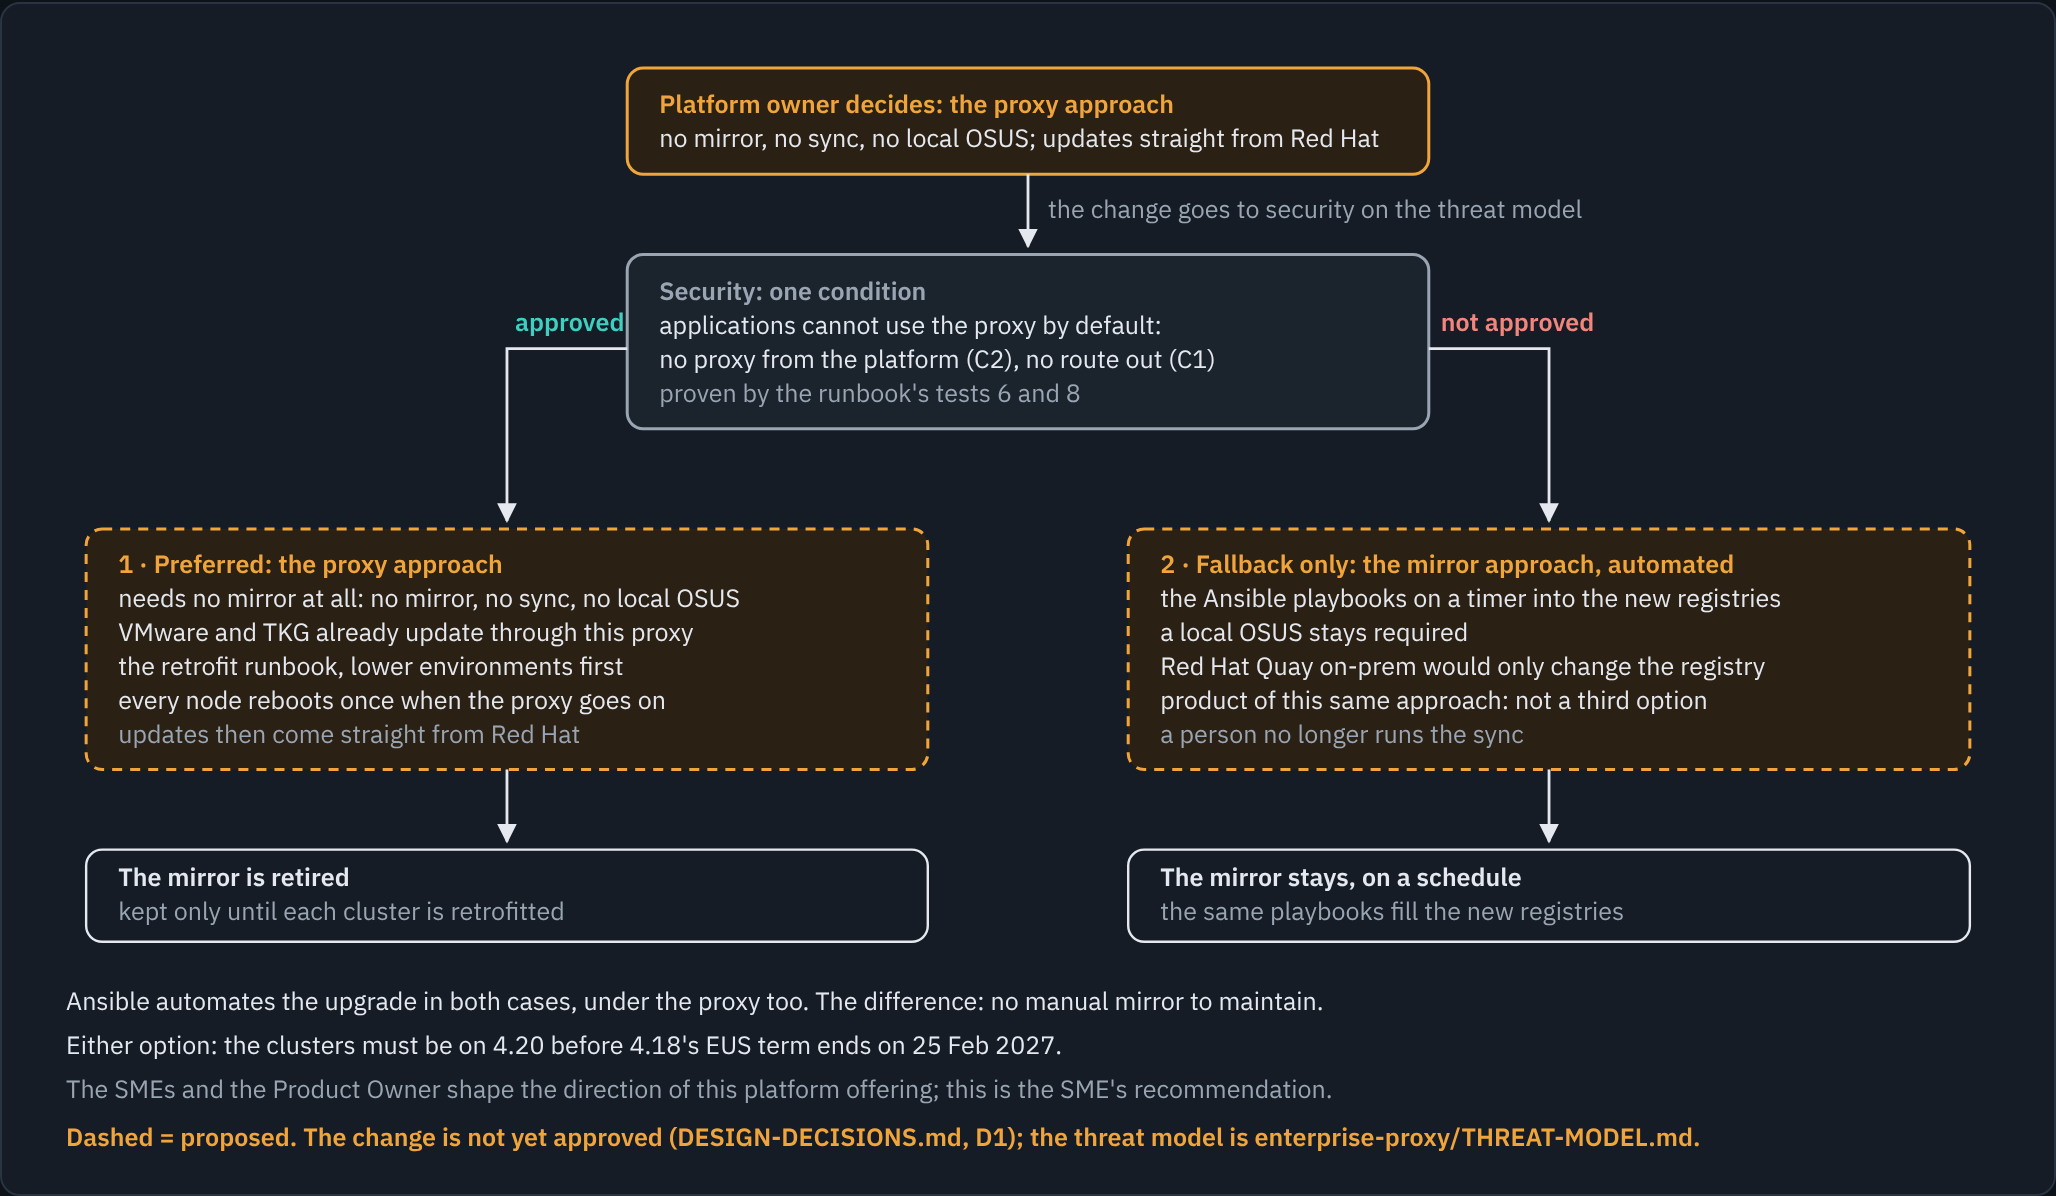 Platform owner decides: the proxy approach
no mirror, no sync, no local OSUS; updates straight from Red Hat
the change goes to security on the threat model
Security: one condition
applications cannot use the proxy by default:
no proxy from the platform (C2), no route out (C1)
proven by the runbook's tests 6 and 8
approved
not approved
1 · Preferred: the proxy approach
needs no mirror at all: no mirror, no sync, no local OSUS
VMware and TKG already update through this proxy
the retrofit runbook, lower environments first
every node reboots once when the proxy goes on
updates then come straight from Red Hat
2 · Fallback only: the mirror approach, automated
the Ansible playbooks on a timer into the new registries
a local OSUS stays required
Red Hat Quay on-prem would only change the registry
product of this same approach: not a third option
a person no longer runs the sync
The mirror is retired
kept only until each cluster is retrofitted
The mirror stays, on a schedule
the same playbooks fill the new registries
Ansible automates the upgrade in both cases, under the proxy too. The difference: no manual mirror to maintain.
Either option: the clusters must be on 4.20 before 4.18's EUS term ends on 25 Feb 2027.
The SMEs and the Product Owner shape the direction of this platform offering; this is the SME's recommendation.
Dashed = proposed. The change is not yet approved (DESIGN-DECISIONS.md, D1); the threat model is enterprise-proxy/THREAT-MODEL.md.